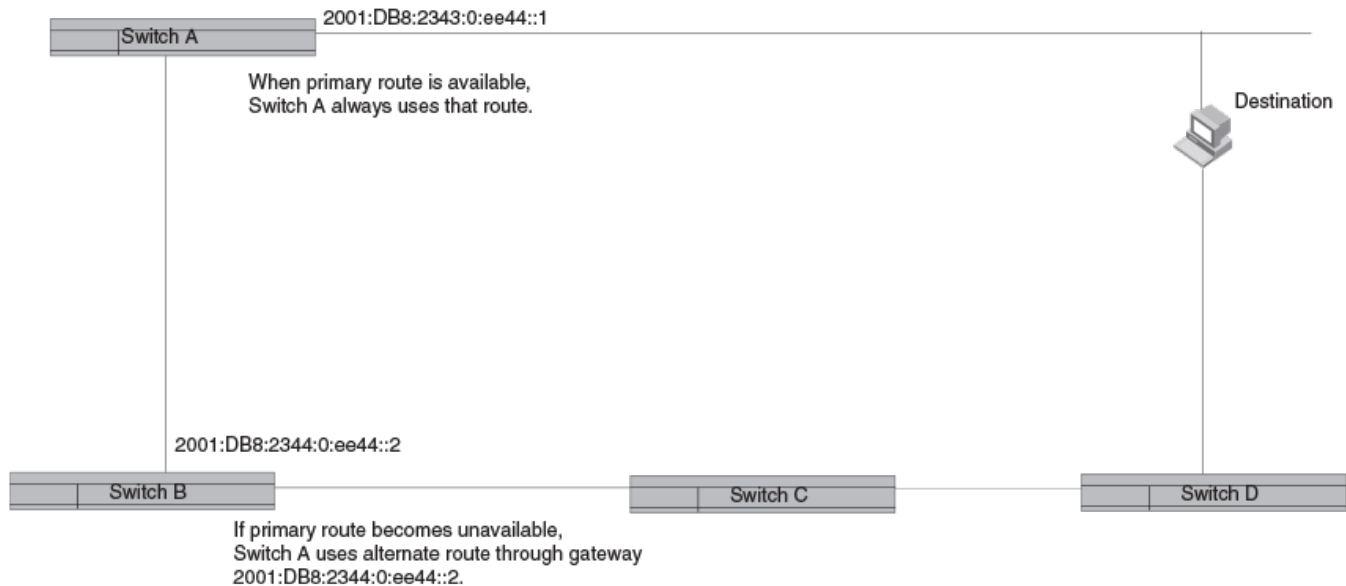 2001:DB8:2343:0:ee44::1
Switch A
When primary route is available,
Switch A always uses that route.
Destination
2001:DB8:2344:0:ee44::2
Switch B
Switch C
Switch D
If primary route becomes unavailable,
Switch A uses alternate route through gateway
2001:DB8:2344:0:ee44::2.